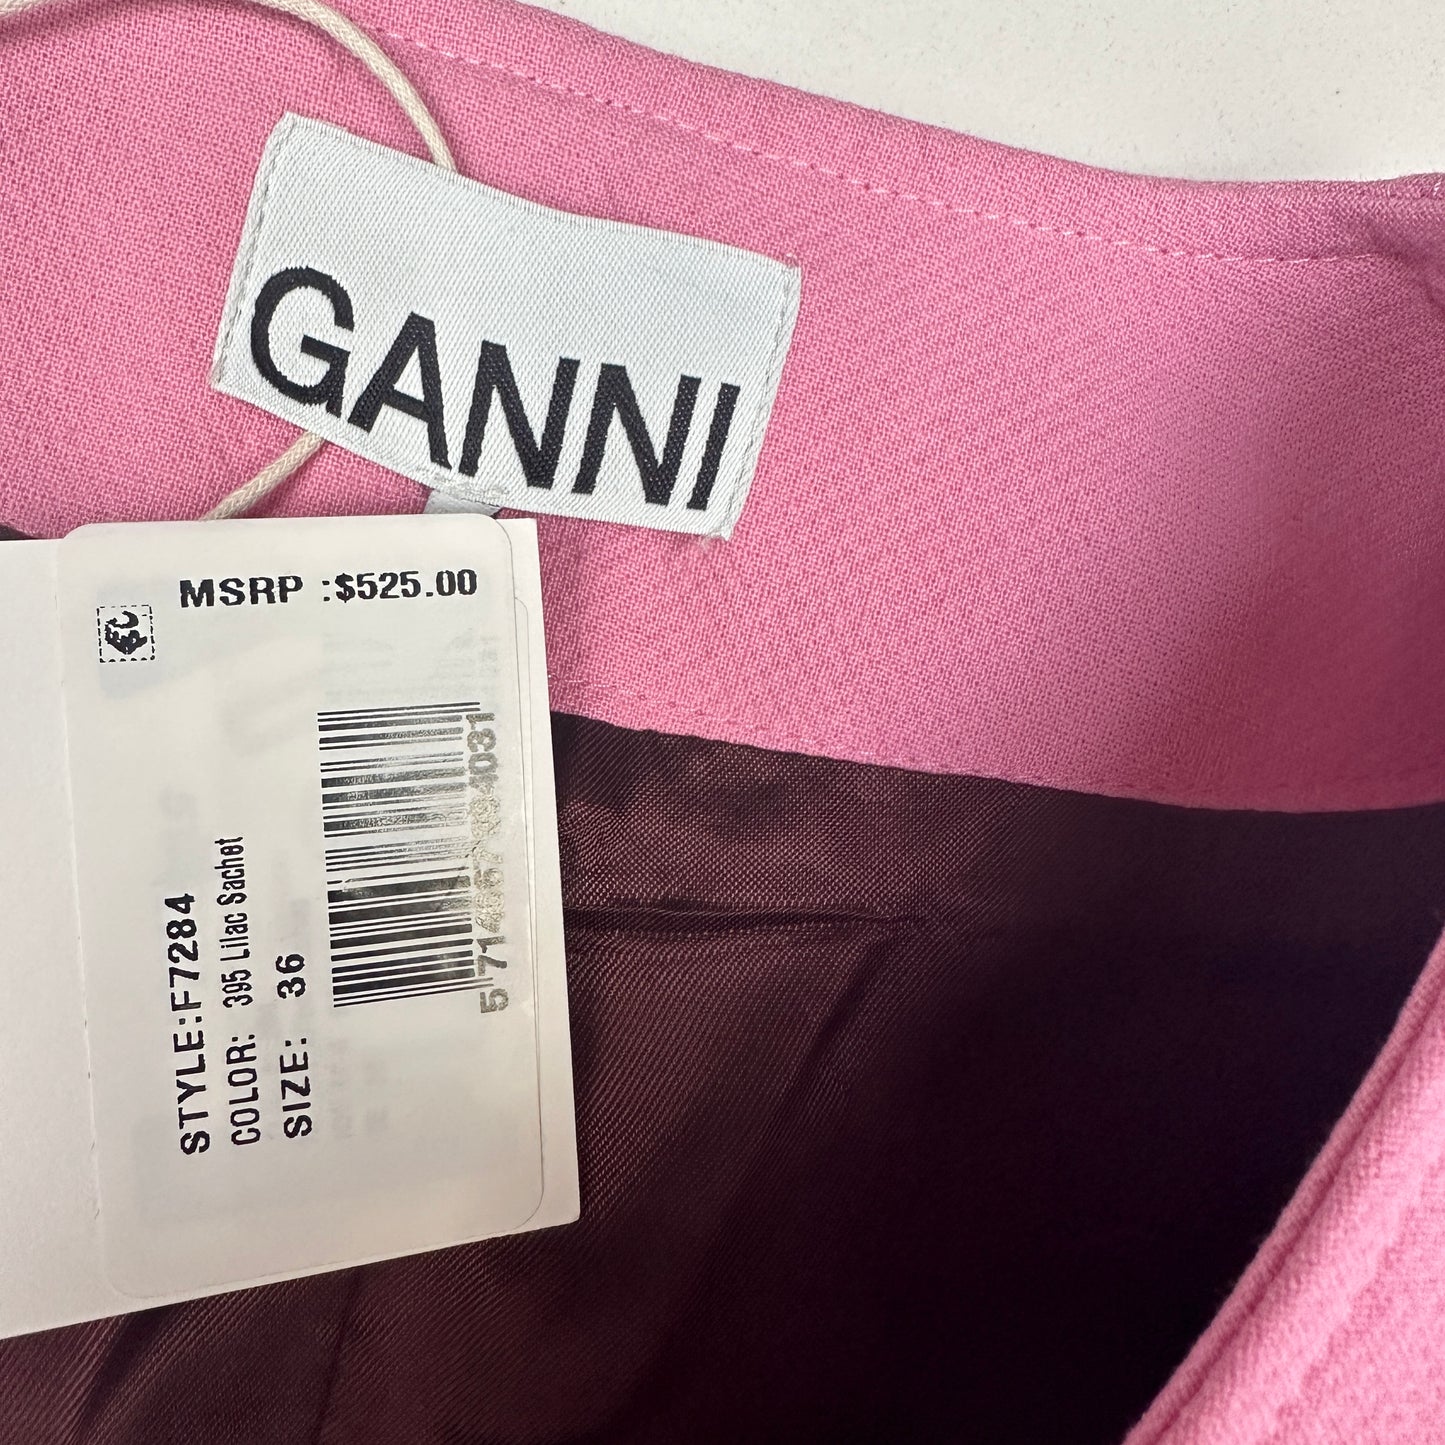 GANNI
MSRP :$525.00
STYLE:F7284
COLOR: 395 Lilac Sachet
SIZE: 36